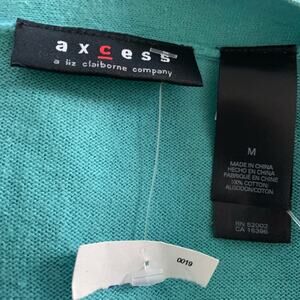 axcess
a liz claiborne company
M
MADE IN CHINA
HECHO EN CHINA
FABRIQUÉ EN CHINE
100% COTTON/
ALGODON/COTON
RN 52002
CA 16396
0019